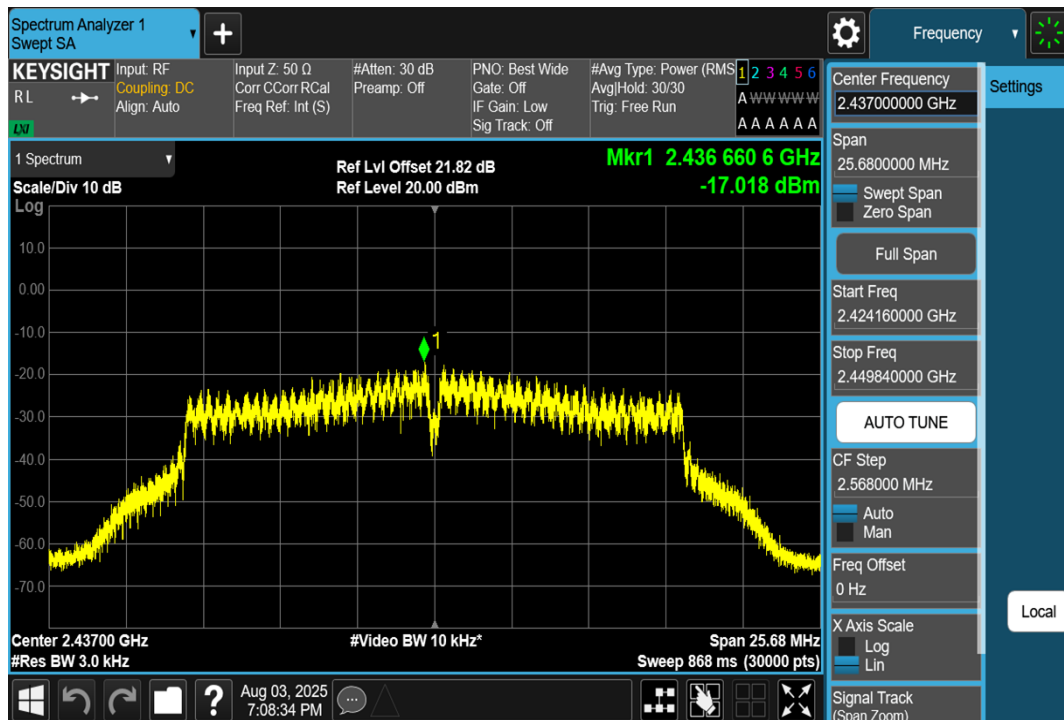 Spectrum Analyzer 1
Swept SA
+
Frequency
KEYSIGHT
RL
LXI
Input: RF
Coupling: DC
Align: Auto
Input Z: 50 Ω
Corr CCorr RCal
Freq Ref: Int (S)
#Atten: 30 dB
Preamp: Off
PNO: Best Wide
Gate: Off
IF Gain: Low
Sig Track: Off
#Avg Type: Power (RMS
Avg|Hold: 30/30
Trig: Free Run
1 2 3 4 5 6
A W W W W W
A A A A A A
1 Spectrum
Scale/Div 10 dB
Log
Ref Lvl Offset 21.82 dB
Ref Level 20.00 dBm
Mkr1 2.436 660 6 GHz
-17.018 dBm
10.0
0.00
-10.0
-20.0
-30.0
-40.0
-50.0
-60.0
-70.0
1
Center 2.43700 GHz
#Res BW 3.0 kHz
#Video BW 10 kHz*
Span 25.68 MHz
Sweep 868 ms (30000 pts)
Center Frequency
2.437000000 GHz
Settings
Span
25.6800000 MHz
Swept Span
Zero Span
Full Span
Start Freq
2.424160000 GHz
Stop Freq
2.449840000 GHz
AUTO TUNE
CF Step
2.568000 MHz
Auto
Man
Freq Offset
0 Hz
X Axis Scale
Log
Lin
Local
Signal Track
(Span Zoom)
?
Aug 03, 2025
7:08:34 PM